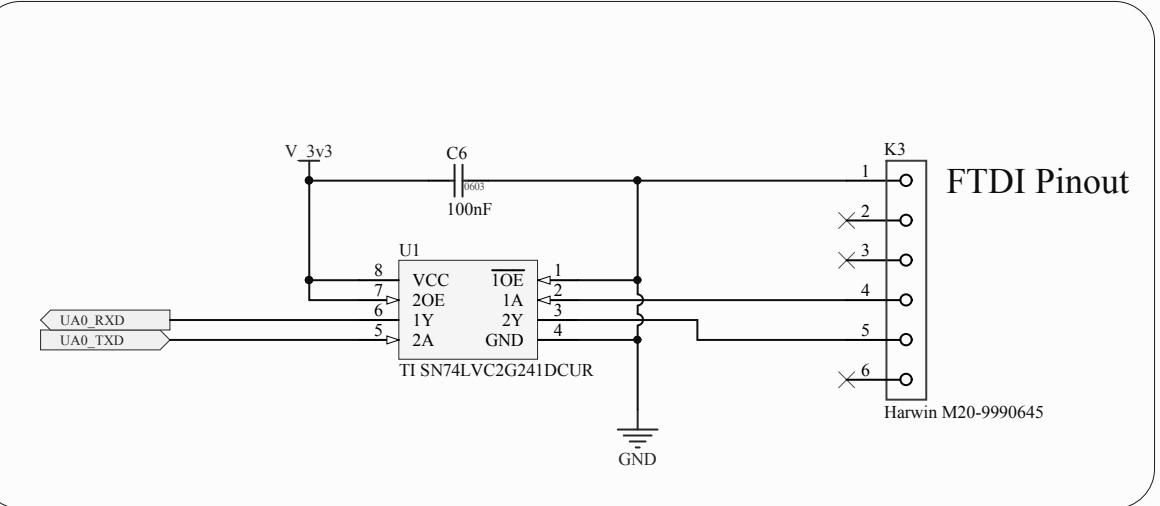 V_3v3
C6
0603
100nF
K3
FTDI Pinout
1
2
3
4
5
6
Harwin M20-9990645
U1
8 VCC 1OE 1
7 2OE 1A 2
6 1Y 2Y 3
5 2A GND 4
TI SN74LVC2G241DCUR
UA0_RXD
UA0_TXD
GND